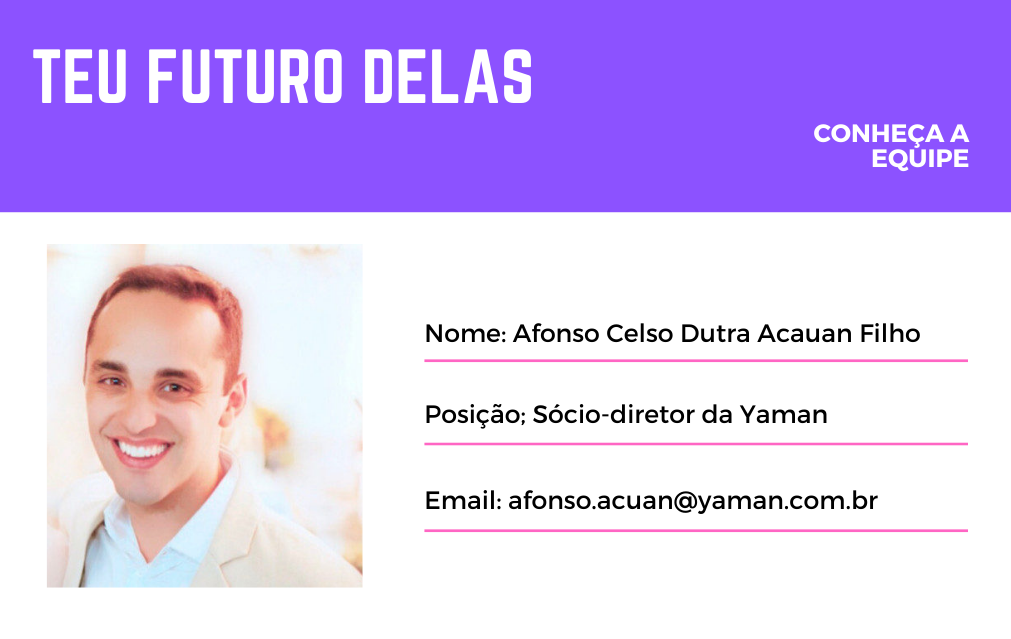 TEU FUTURO DELAS
CONHEÇA A
EQUIPE
Nome: Afonso Celso Dutra Acauan Filho
Posição; Sócio-diretor da Yaman
Email: afonso.acuan@yaman.com.br